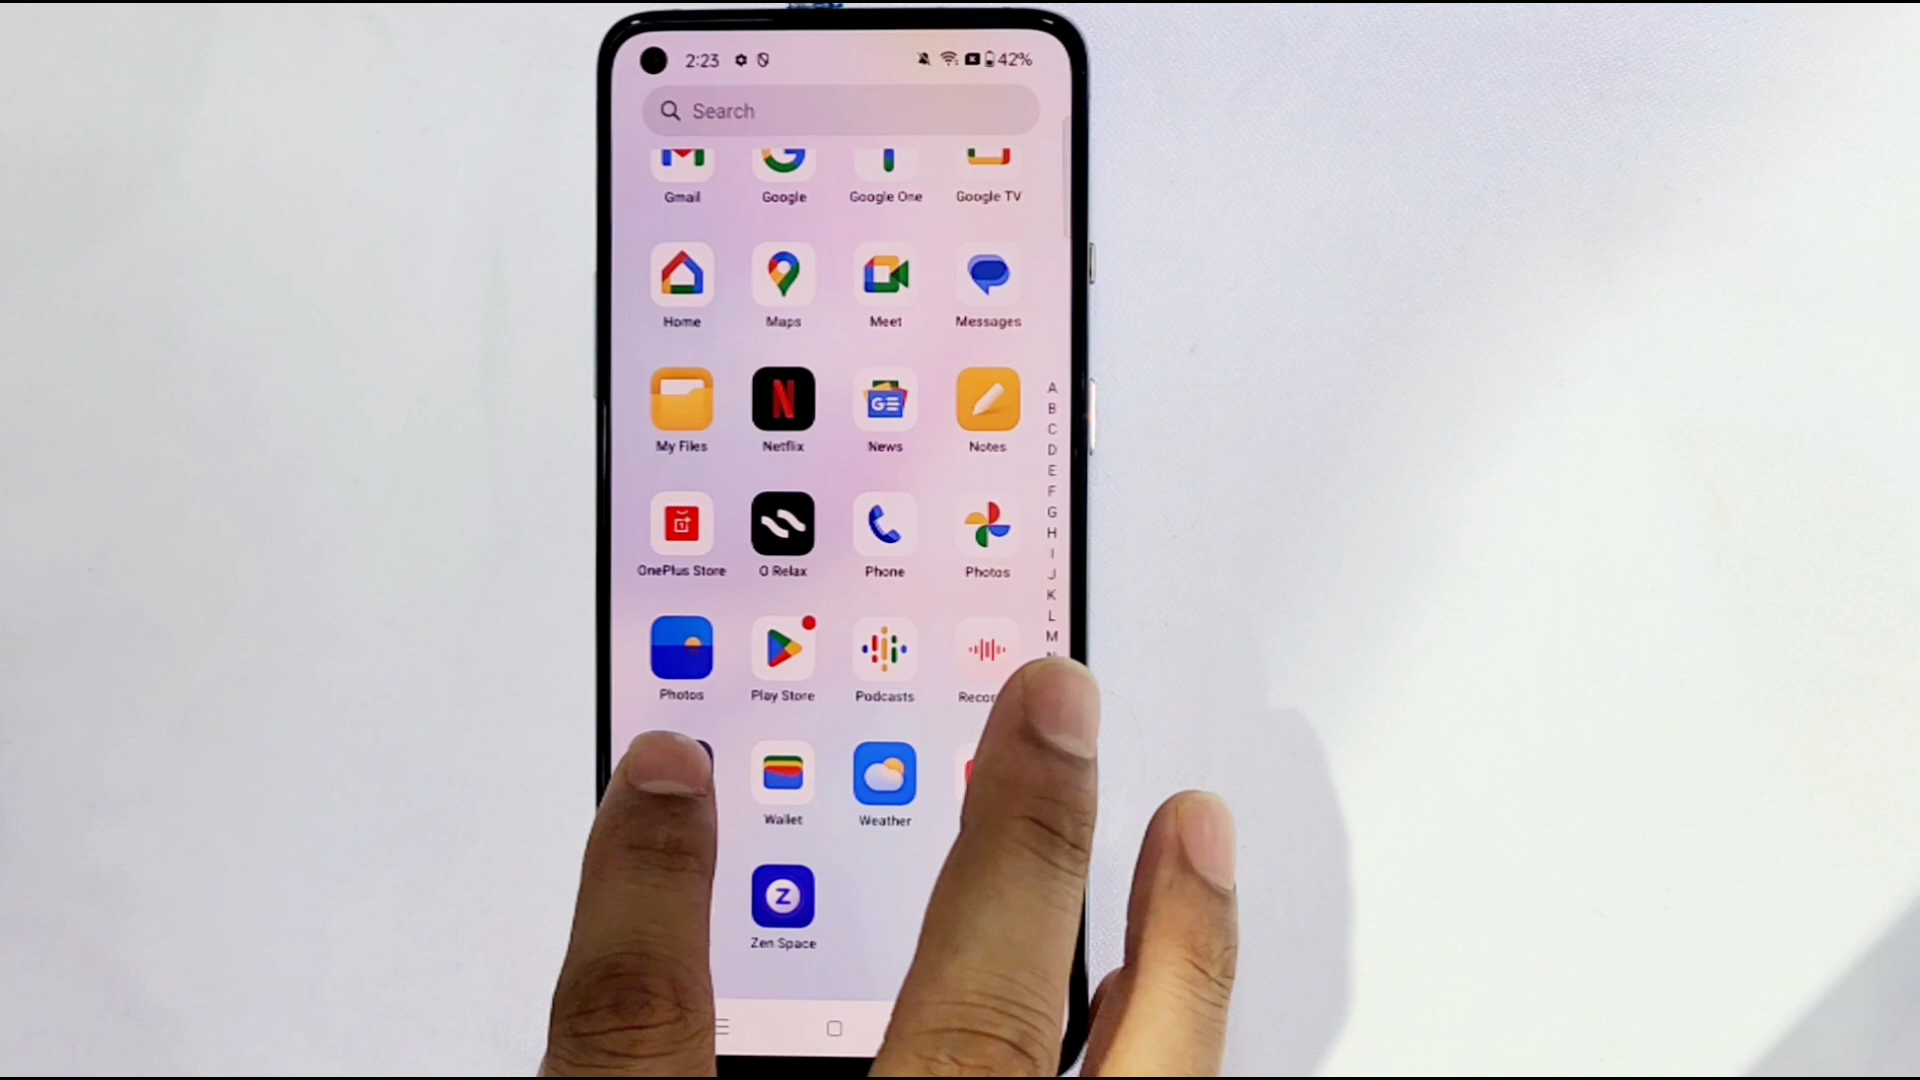 2:23 42%
Search
Gmail Google Google One Google TV
Home Maps Meet Messages
My Files Netflix News Notes
OnePlus Store O Relax Phone Photos
Photos Play Store Podcasts
Wallet Weather
Zen Space
A
B
C
D
E
F
G
H
I
J
K
L
M